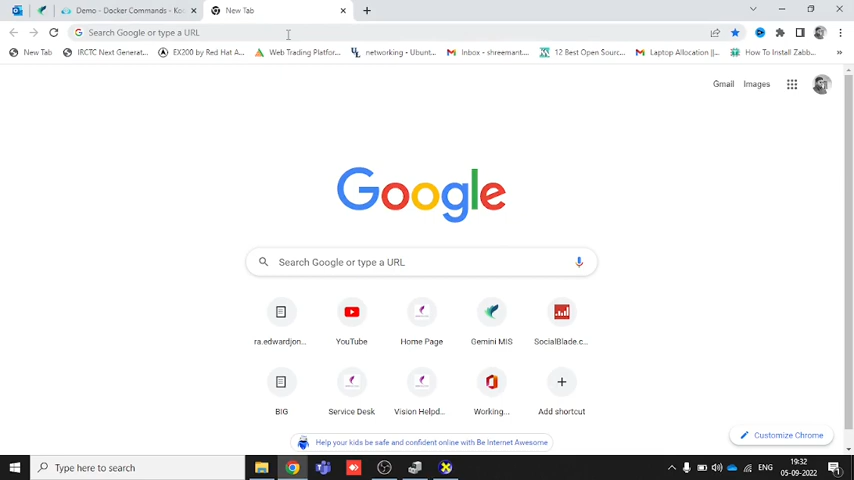 Demo - Docker Commands - Ko
New Tab
Search Google or type a URL
New Tab
IRCTC Next Generat...
EX200 by Red Hat A...
Web Trading Platfor...
networking - Ubunt...
Inbox - shreemant...
12 Best Open Sourc...
Laptop Allocation ||...
How To Install Zabb...
Gmail
Images
Google
Search Google or type a URL
ra.edwardjon...
YouTube
Home Page
Gemini MIS
SocialBlade.c...
BIG
Service Desk
Vision Helpd...
Working...
Add shortcut
Help your kids be safe and confident online with Be Internet Awesome
Customize Chrome
Type here to search
ENG
19:32
05-09-2022